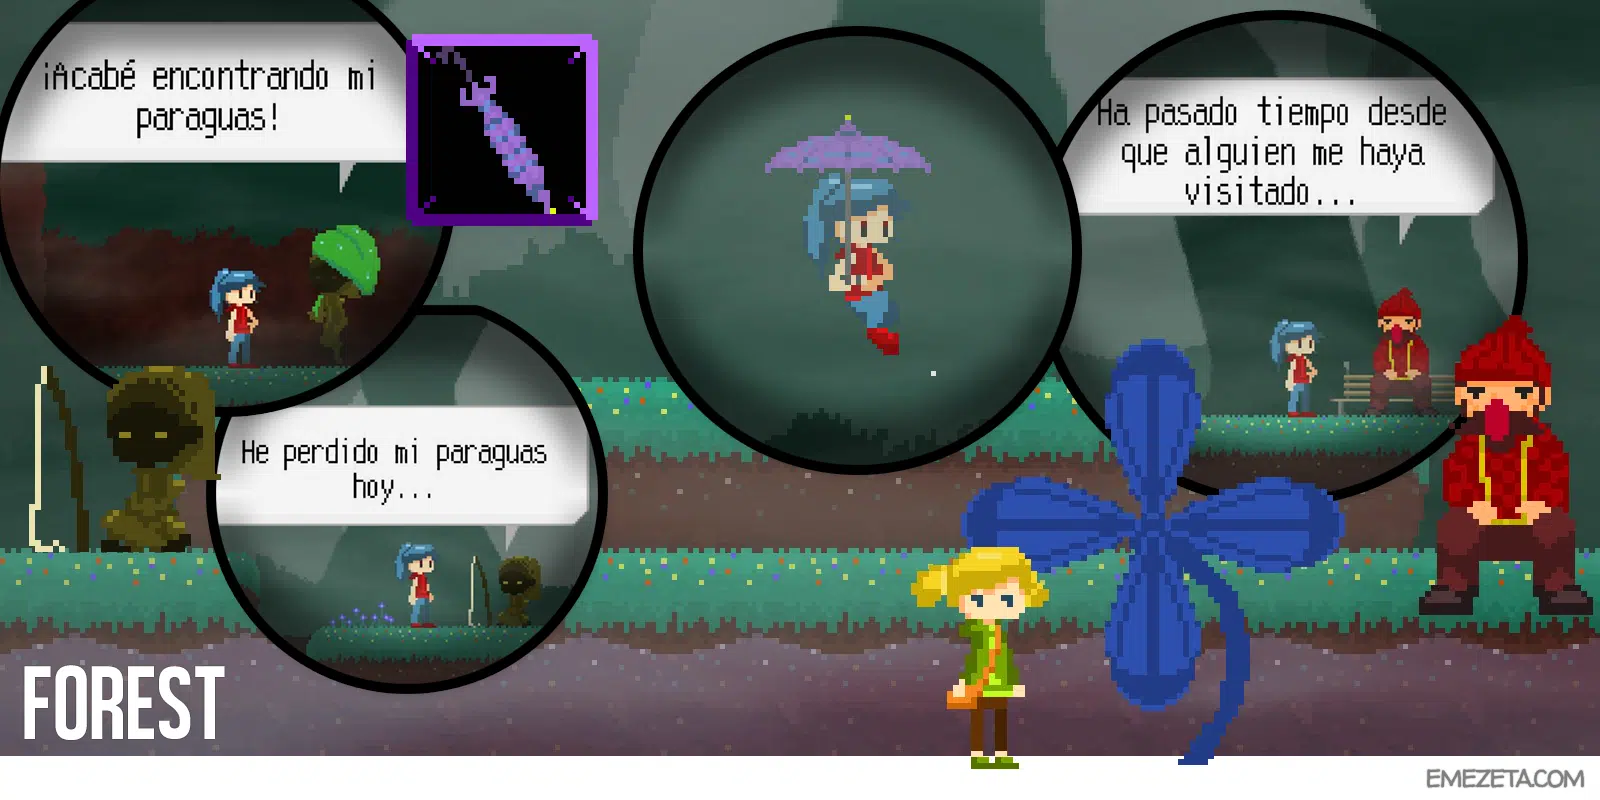 ¡Acabé encontrando mi
paraguas!
Ha pasado tiempo desde
que alguien me haya
visitado...
He perdido mi paraguas
hoy...
FOREST
EMEZETA.COM